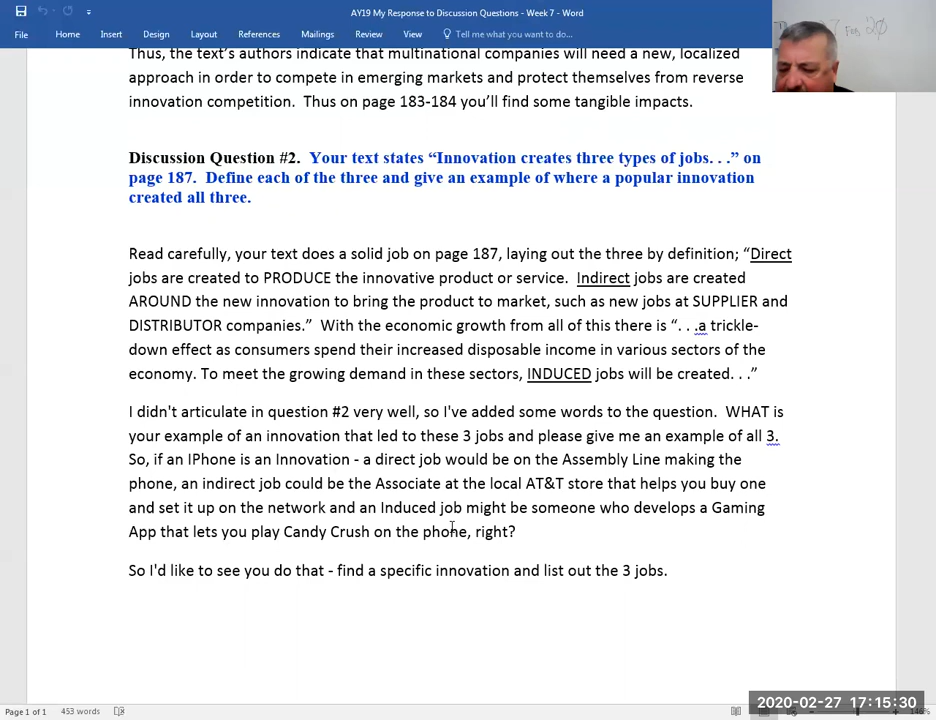 AY19 My Response to Discussion Questions - Week 7 - Word
File Home Insert Design Layout References Mailings Review View Tell me what you want to do...
Thus, the text's authors indicate that multinational companies will need a new, localized
approach in order to compete in emerging markets and protect themselves from reverse
innovation competition. Thus on page 183-184 you'll find some tangible impacts.
Discussion Question #2. Your text states “Innovation creates three types of jobs. . .” on
page 187. Define each of the three and give an example of where a popular innovation
created all three.
Read carefully, your text does a solid job on page 187, laying out the three by definition; “Direct
jobs are created to PRODUCE the innovative product or service. Indirect jobs are created
AROUND the new innovation to bring the product to market, such as new jobs at SUPPLIER and
DISTRIBUTOR companies.” With the economic growth from all of this there is “. . .a trickle-
down effect as consumers spend their increased disposable income in various sectors of the
economy. To meet the growing demand in these sectors, INDUCED jobs will be created. . .”
I didn't articulate in question #2 very well, so I've added some words to the question. WHAT is
your example of an innovation that led to these 3 jobs and please give me an example of all 3.
So, if an IPhone is an Innovation - a direct job would be on the Assembly Line making the
phone, an indirect job could be the Associate at the local AT&T store that helps you buy one
and set it up on the network and an Induced job might be someone who develops a Gaming
App that lets you play Candy Crush on the phone, right?
So I'd like to see you do that - find a specific innovation and list out the 3 jobs.
Page 1 of 1 453 words
2020-02-27 17:15:30